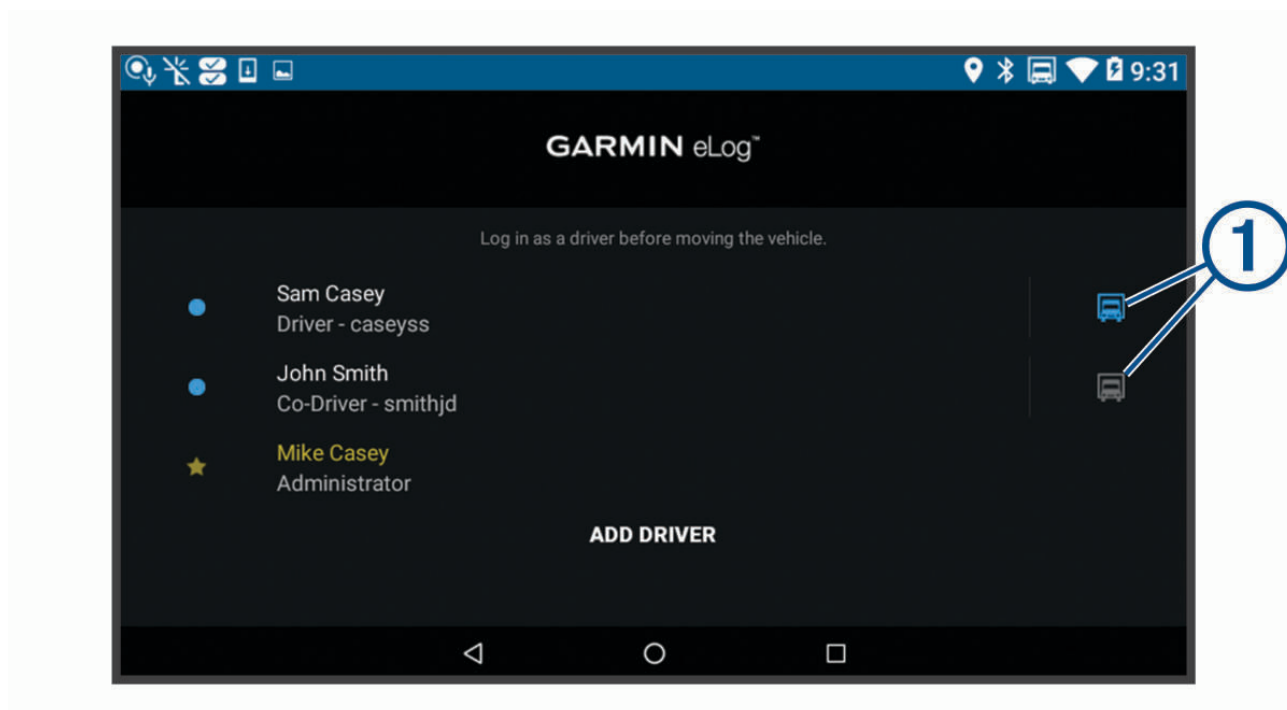 9:31
GARMIN eLog™
Log in as a driver before moving the vehicle.
1
Sam Casey
Driver - caseyss
John Smith
Co-Driver - smithjd
Mike Casey
Administrator
ADD DRIVER